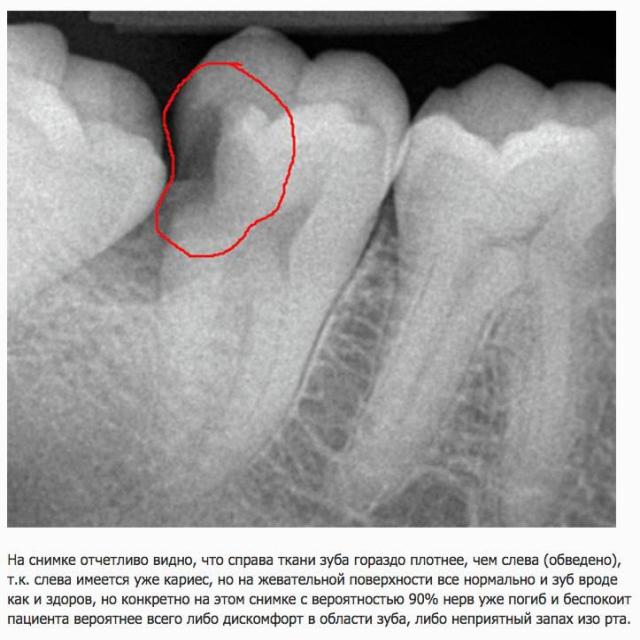 На снимке отчетливо видно, что справа ткани зуба гораздо плотнее, чем слева (обведено),
т.к. слева имеется уже кариес, но на жевательной поверхности все нормально и зуб вроде
как и здоров, но конкретно на этом снимке с вероятностью 90% нерв уже погиб и беспокоит
пациента вероятнее всего либо дискомфорт в области зуба, либо неприятный запах изо рта.